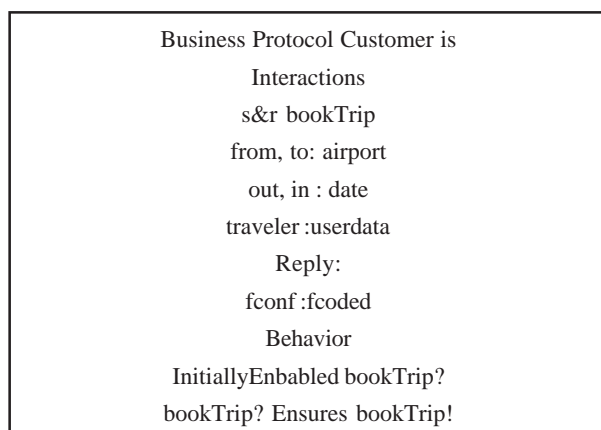 Business Protocol Customer is
Interactions
s&r bookTrip
from, to: airport
out, in : date
traveler :userdata
Reply:
fconf :fcoded
Behavior
InitiallyEnbabled bookTrip?
bookTrip? Ensures bookTrip!